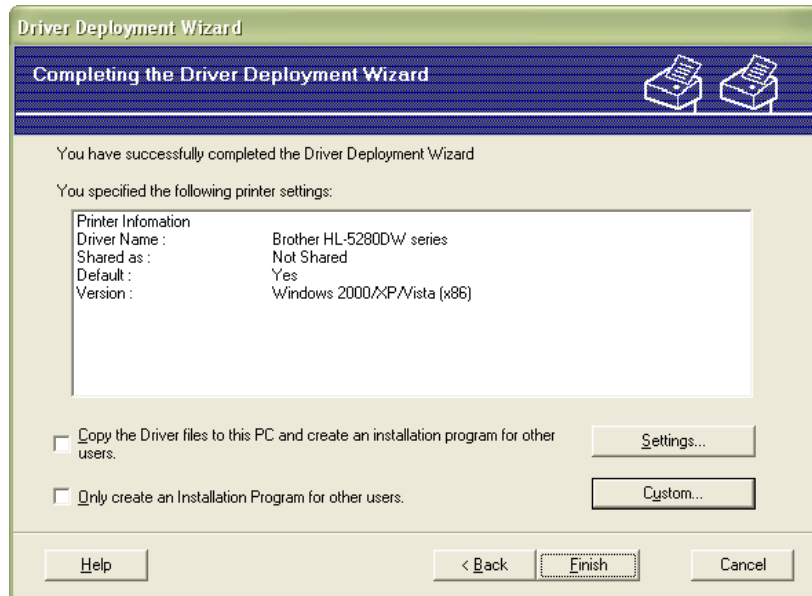 Driver Deployment Wizard
Completing the Driver Deployment Wizard
You have successfully completed the Driver Deployment Wizard
You specified the following printer settings:
Printer Infomation
Driver Name : Brother HL-5280DW series
Shared as : Not Shared
Default : Yes
Version : Windows 2000/XP/Vista (x86)
Copy the Driver files to this PC and create an installation program for other
users.
Settings...
Only create an Installation Program for other users.
Custom...
Help
< Back
Finish
Cancel